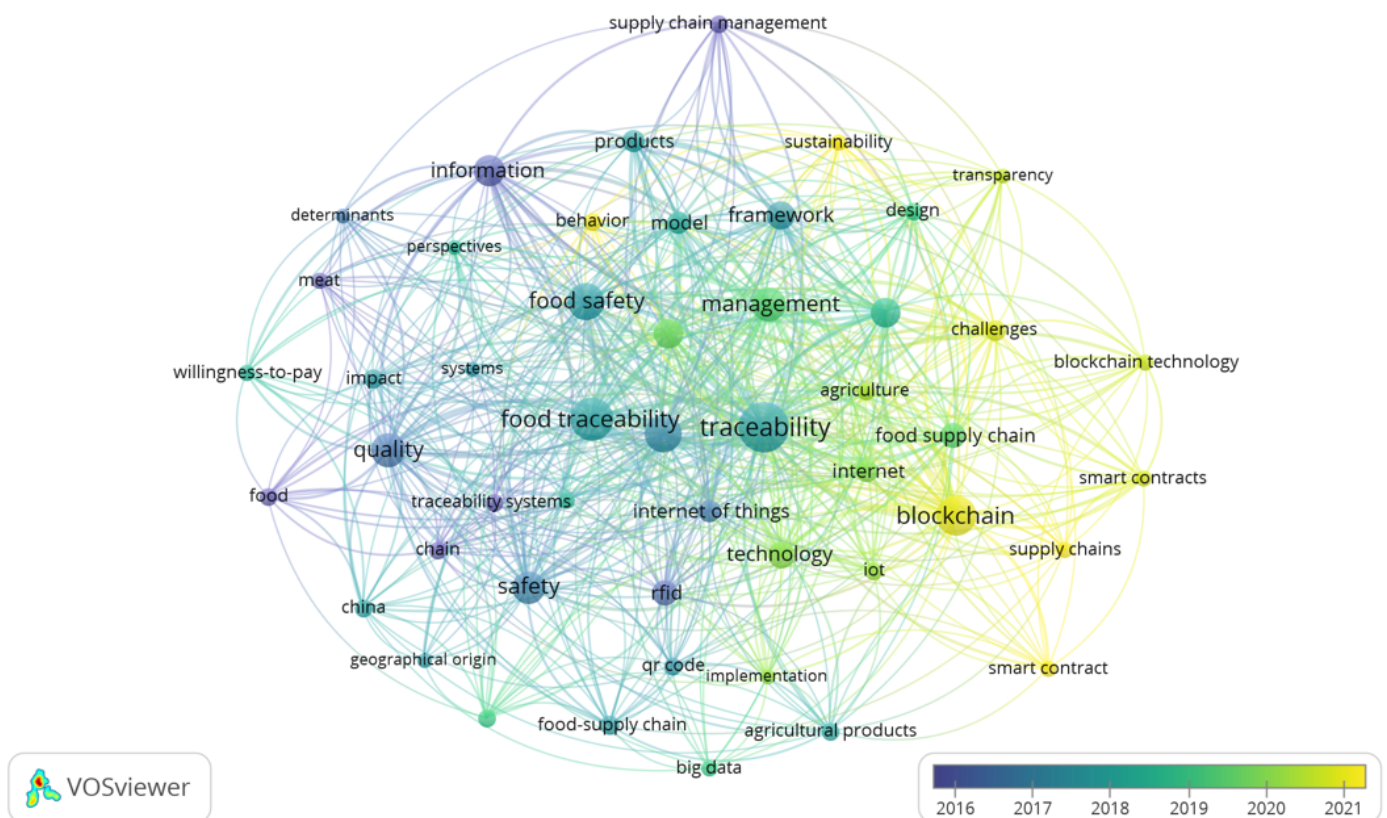 supply chain management
products
sustainability
information
transparency
determinants
behavior
model
framework
design
perspectives
meat
food safety
management
challenges
willingness-to-pay
impact
systems
blockchain technology
agriculture
food traceability
traceability
food supply chain
quality
internet
smart contracts
food
traceability systems
internet of things
blockchain
chain
technology
supply chains
iot
safety
rfid
china
geographical origin
qr code
implementation
smart contract
food-supply chain
agricultural products
big data
VOSviewer
2016 2017 2018 2019 2020 2021